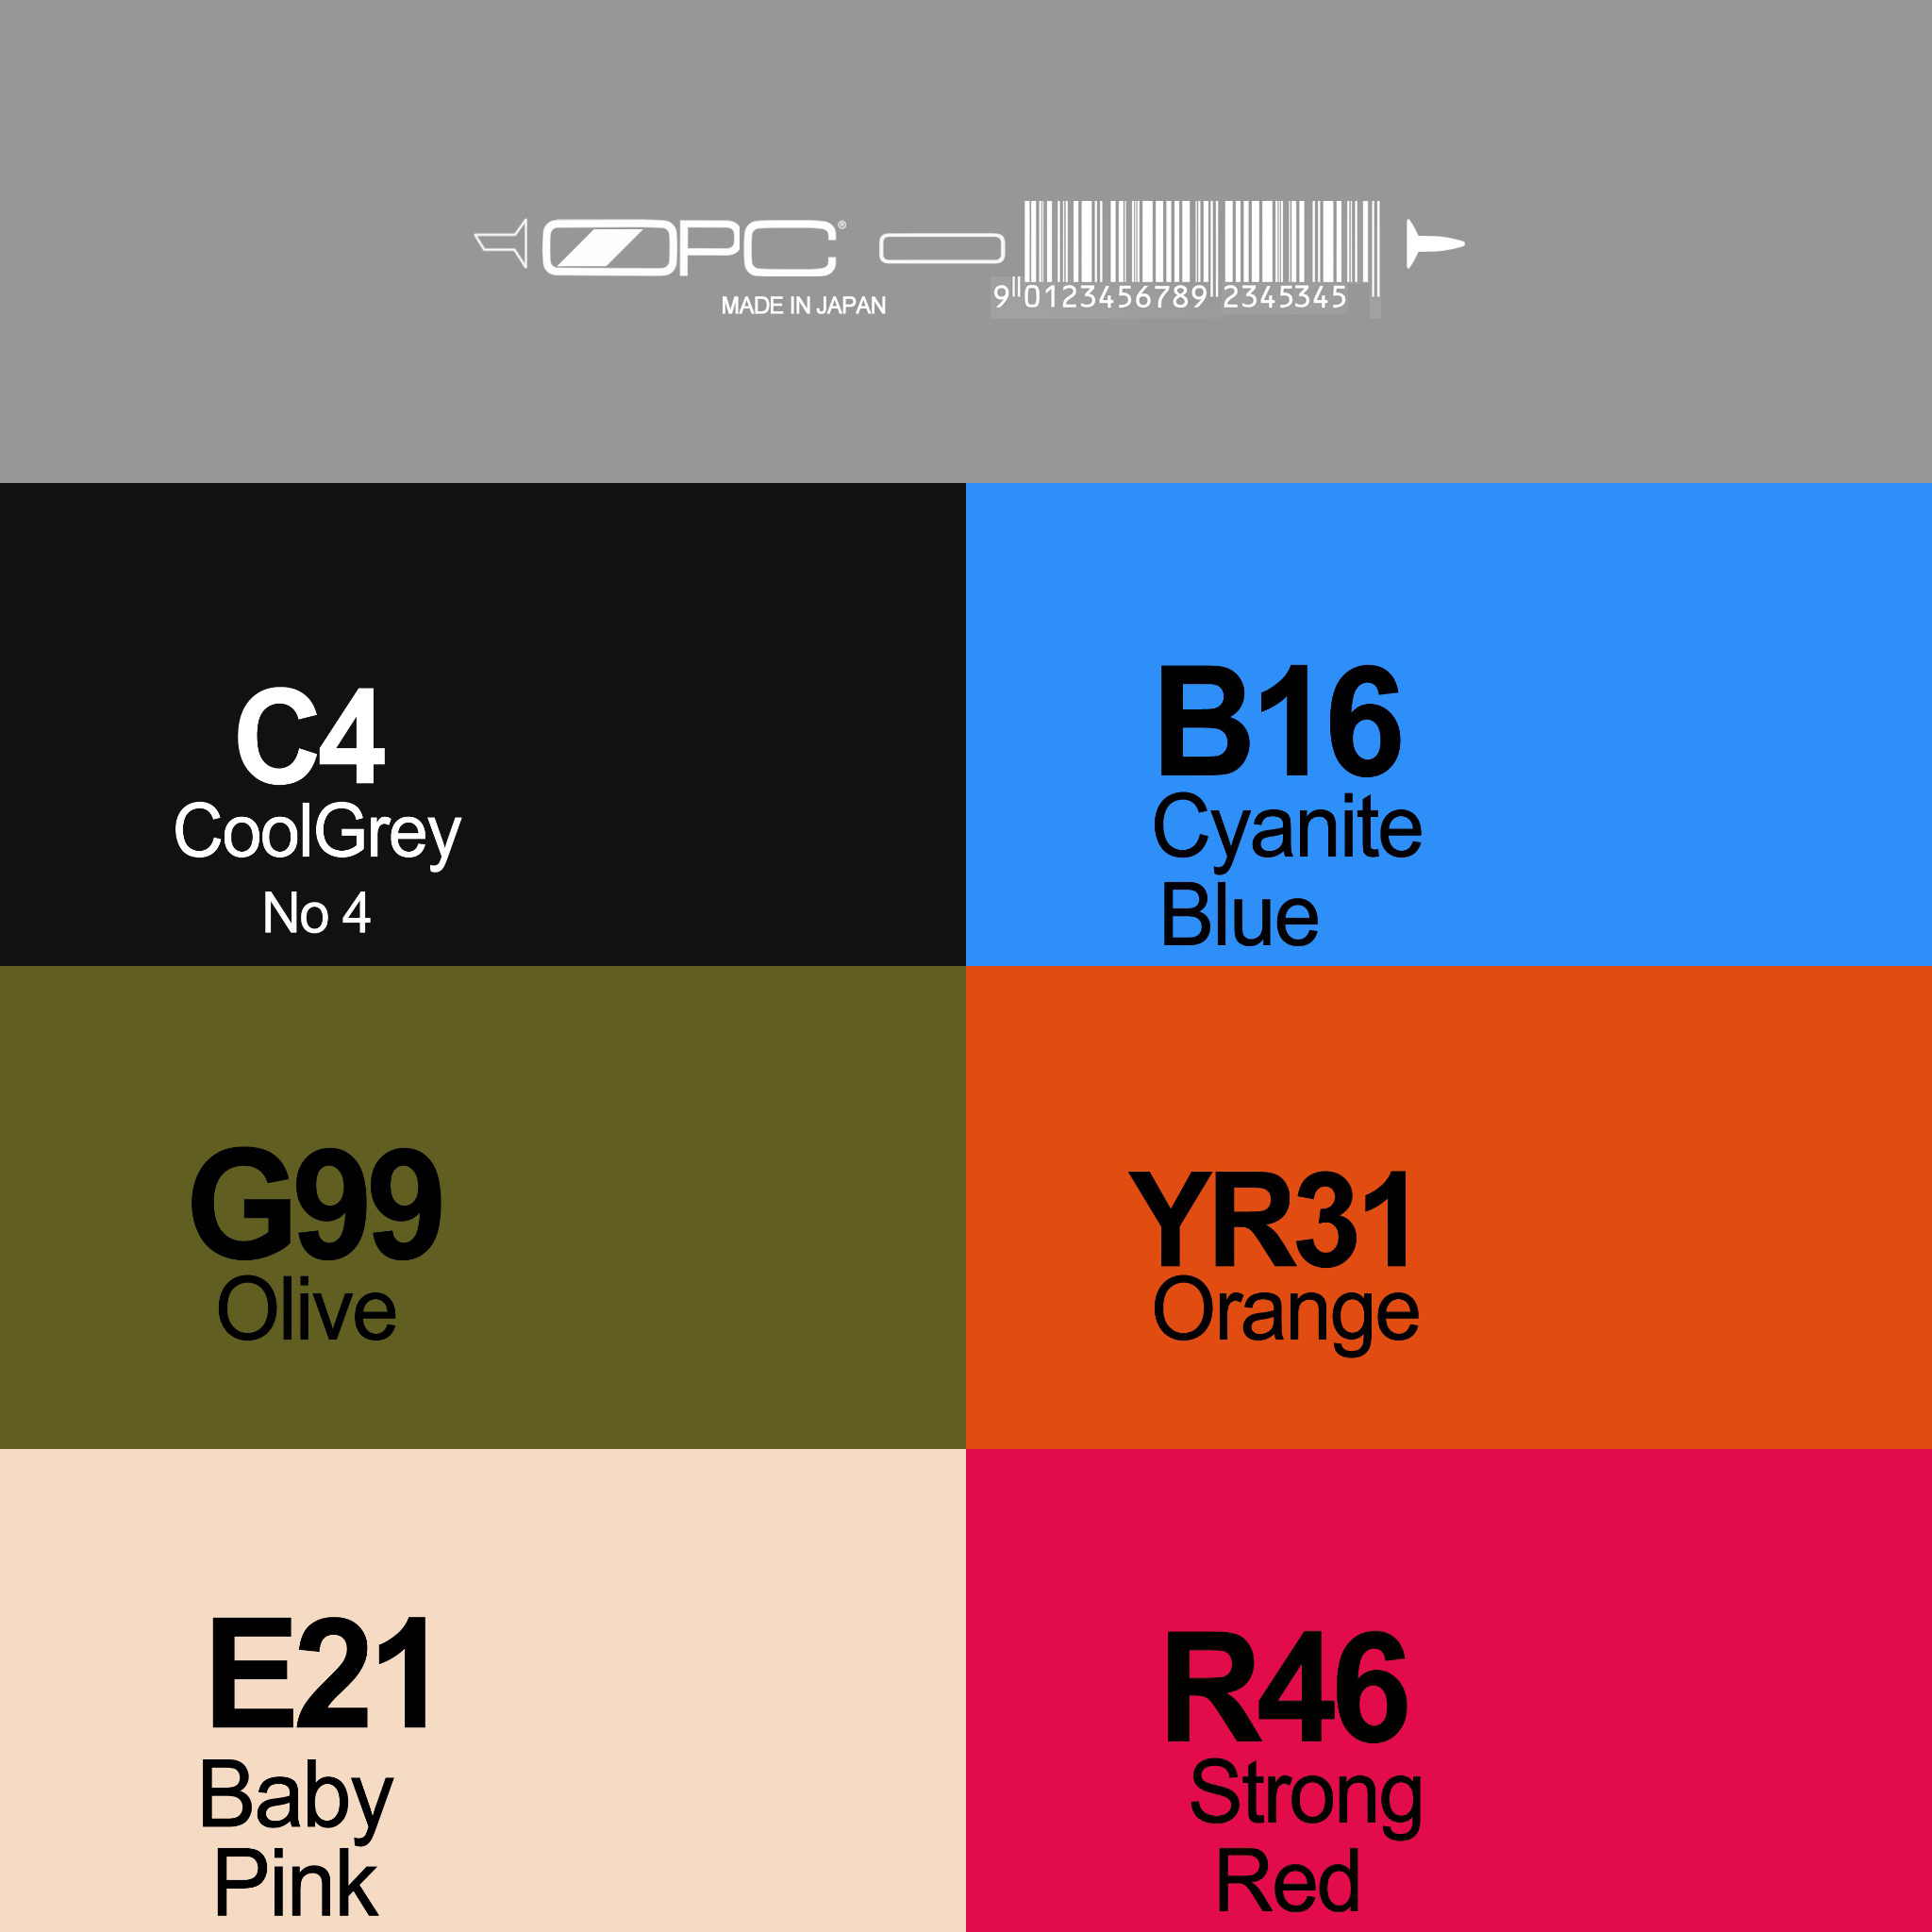 OPC®
MADE IN JAPAN
9 0123456789 2345345
C4
CoolGrey
No 4
B16
Cyanite
Blue
G99
Olive
YR31
Orange
E21
Baby
Pink
R46
Strong
Red